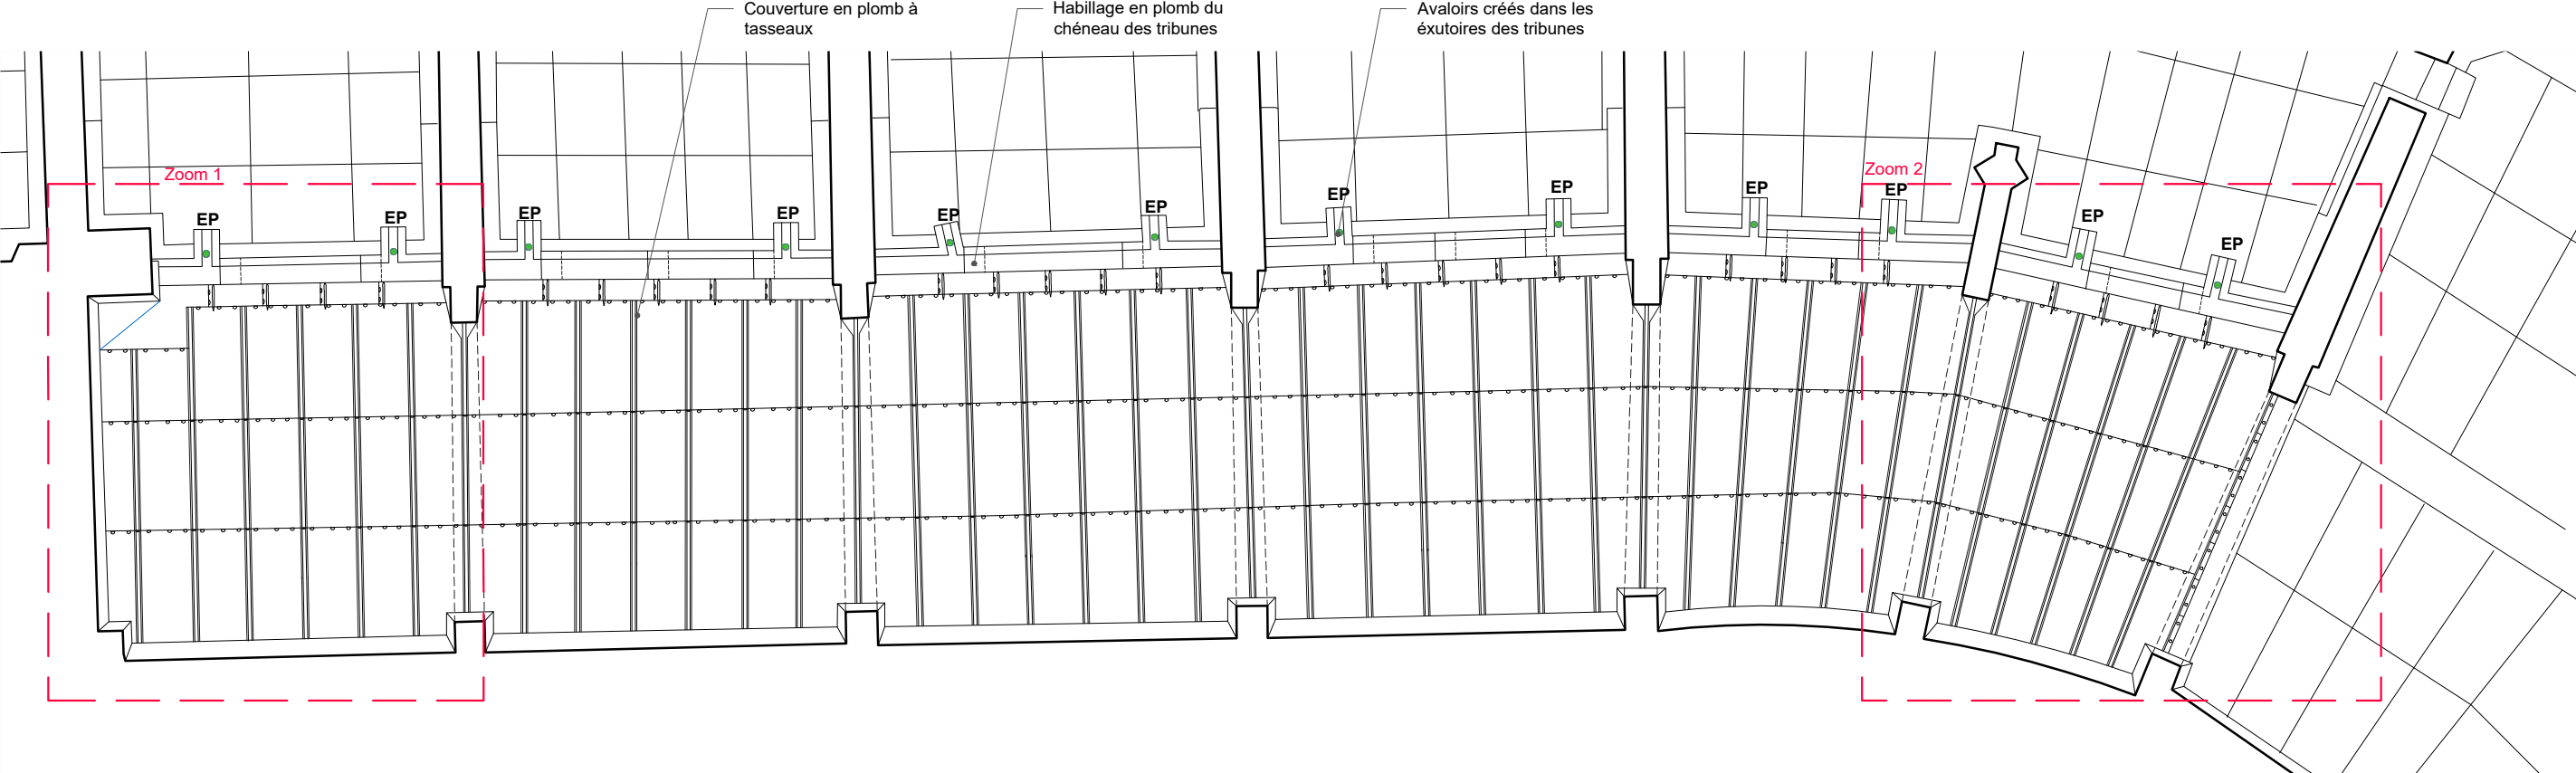 Couverture en plomb à
tasseaux
Habillage en plomb du
chéneau des tribunes
Avaloirs créés dans les
éxutoires des tribunes
Zoom 1
Zoom 2
EP
EP
EP
EP
EP
EP
EP
EP
EP
EP
EP
EP